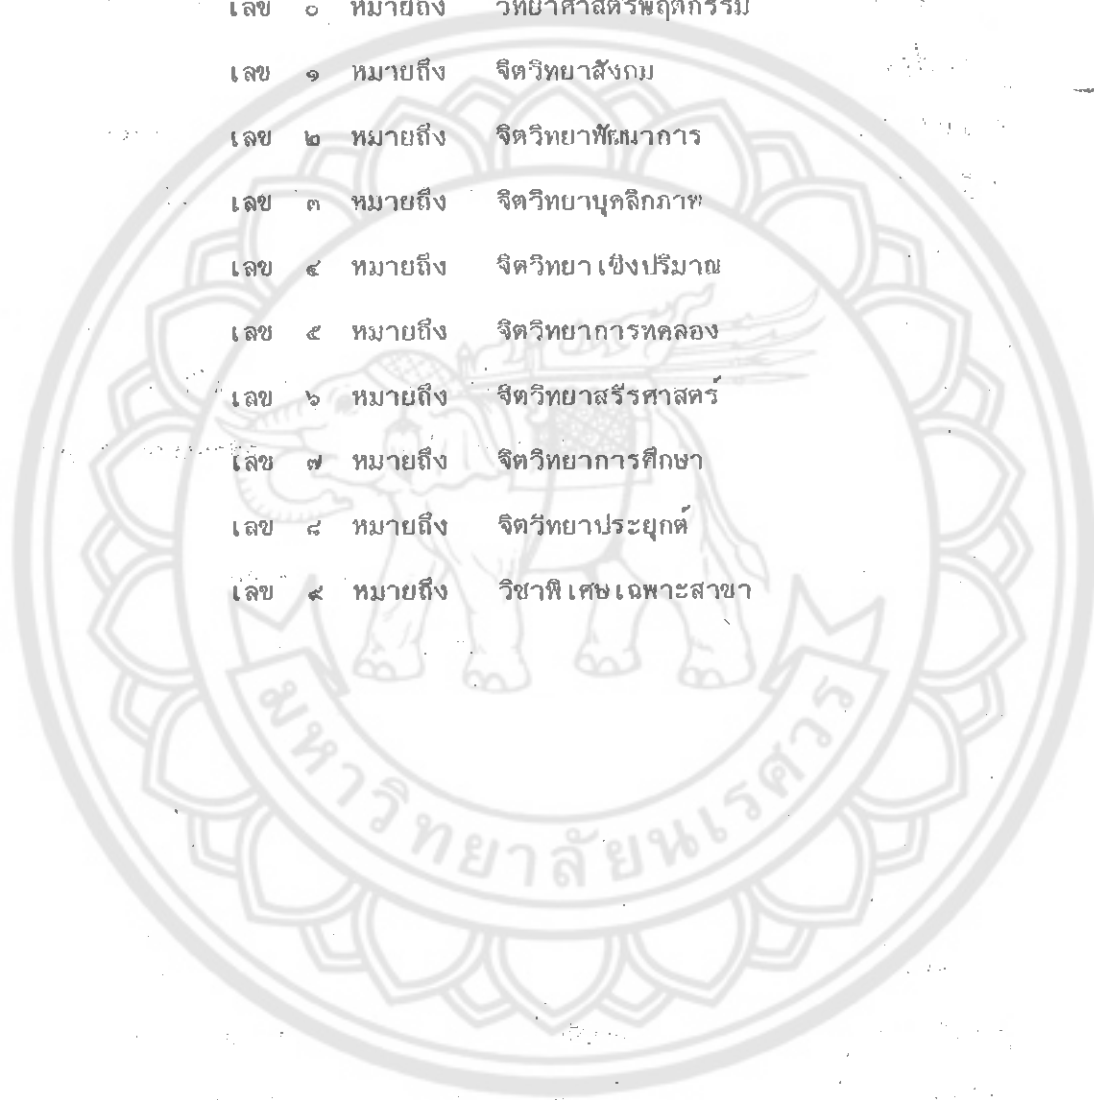 เลข ๐ หมายถึง วิทยาศาสตร์พฤติกรรม
เลข ๑ หมายถึง จิตวิทยาสังคม
เลข ๒ หมายถึง จิตวิทยาพัฒนาการ
เลข ๓ หมายถึง จิตวิทยาบุคลิกภาพ
เลข ๔ หมายถึง จิตวิทยาเชิงปริมาณ
เลข ๕ หมายถึง จิตวิทยาการทดลอง
เลข ๖ หมายถึง จิตวิทยาสรีรศาสตร์
เลข ๗ หมายถึง จิตวิทยาการศึกษา
เลข ๘ หมายถึง จิตวิทยาประยุกต์
เลข ๙ หมายถึง วิชาพิเศษเฉพาะสาขา
มหาวิทยาลัยนเรศวร